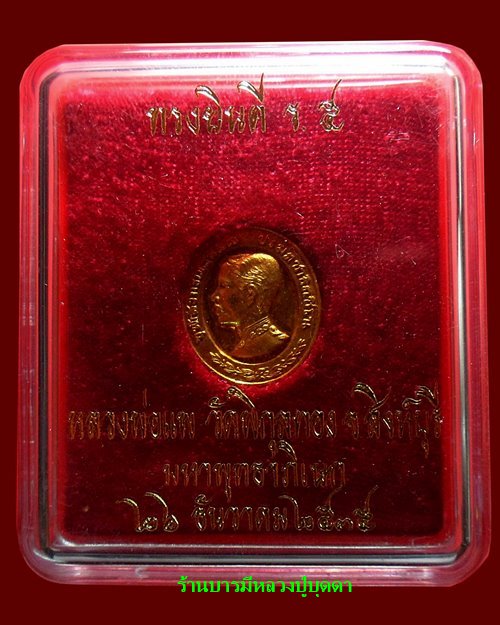 ทรงยินดี ร. ๕
หลวงพ่อแพ วัดพิกุลทอง จ. สิงห์บุรี
มหาพุทธาภิเษก
๒๖ ธันวาคม ๒๕๓๕
ร้านบารมีหลวงปู่บุดดา